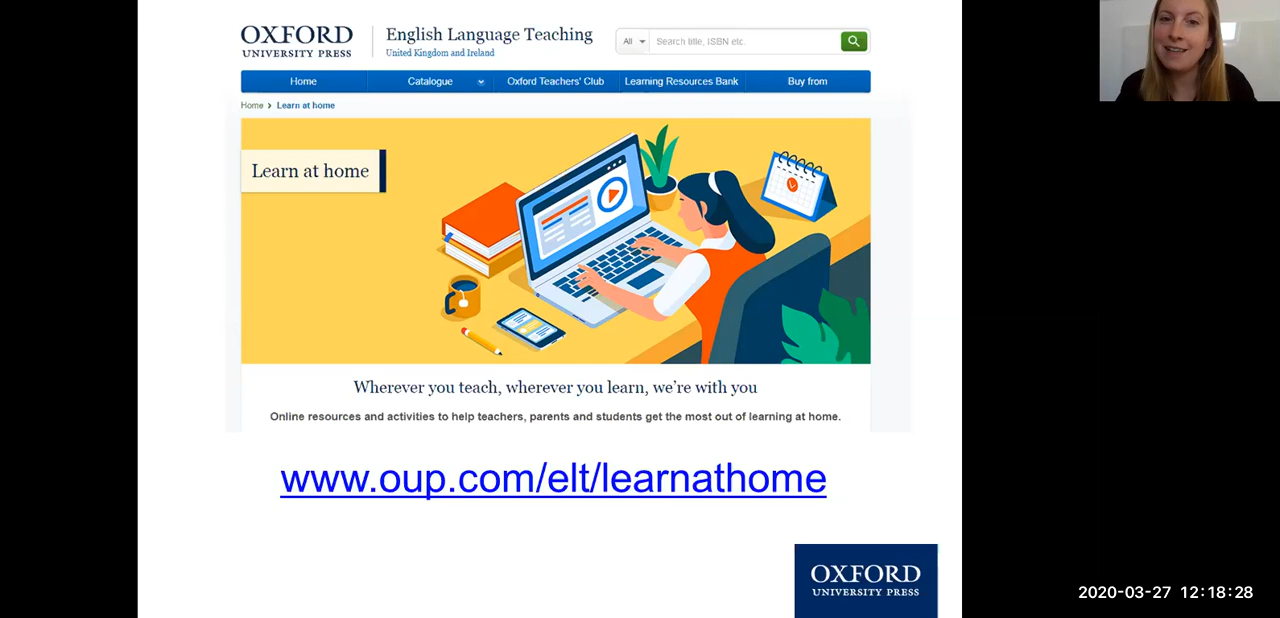 OXFORD
UNIVERSITY PRESS
English Language Teaching
United Kingdom and Ireland
All
Search title, ISBN etc.
Home
Catalogue
Oxford Teachers' Club
Learning Resources Bank
Buy from
Home > Learn at home
Learn at home
Wherever you teach, wherever you learn, we're with you
Online resources and activities to help teachers, parents and students get the most out of learning at home.
www.oup.com/elt/learnathome
OXFORD
UNIVERSITY PRESS
2020-03-27 12:18:28